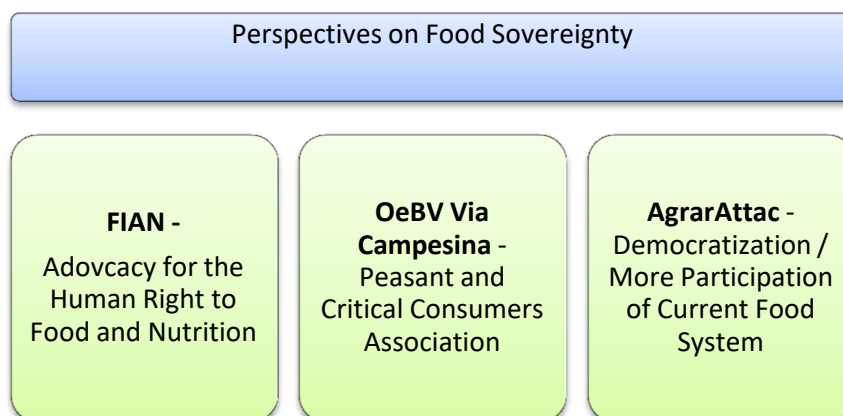 Perspectives on Food Sovereignty
FIAN -
Adovcacy for the
Human Right to
Food and Nutrition
OeBV Via
Campesina -
Peasant and
Critical Consumers
Association
AgrarAttac -
Democratization /
More Participation
of Current Food
System